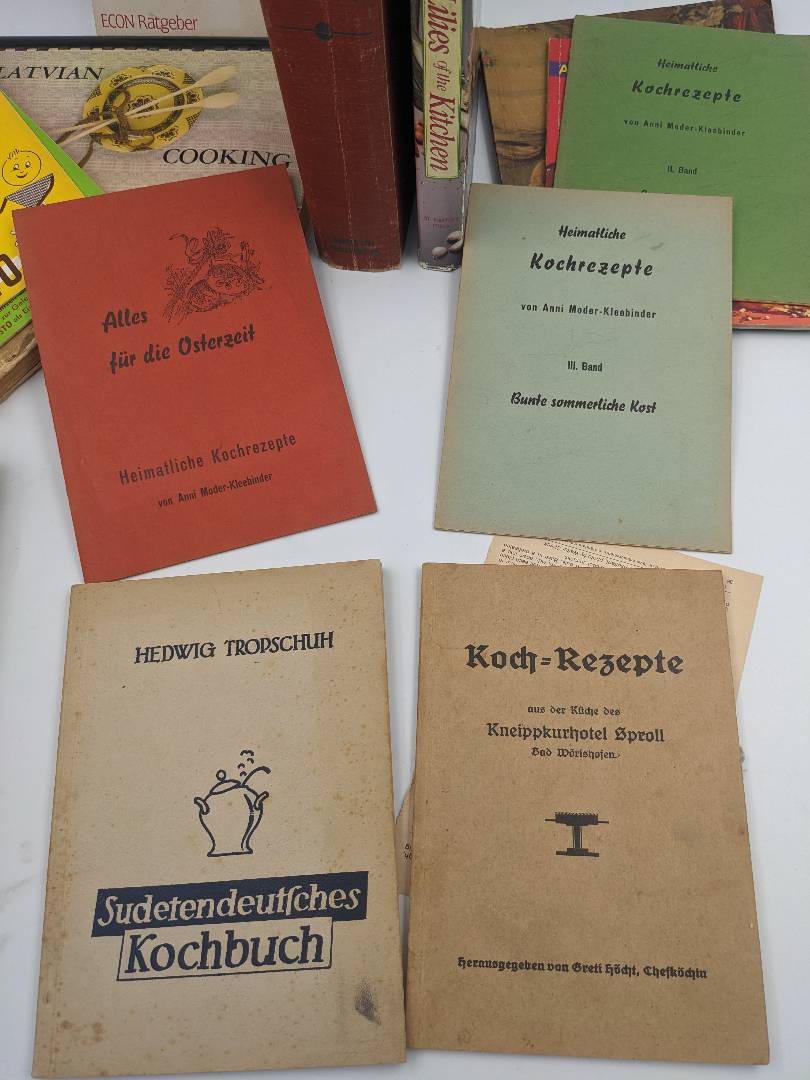 ECON Ratgeber
LATVIAN
COOKING
Lilies of the Kitchen
Heimatliche
Kochrezepte
von Anni Moder-Kleebinder
II. Band
Alles
für die Osterzeit
Heimatliche Kochrezepte
von Anni Moder-Kleebinder
Heimatliche
Kochrezepte
von Anni Moder-Kleebinder
III. Band
Bunte sommerliche Kost
HEDWIG TROPSCHUH
Sudetendeutſches
Kochbuch
Koch=Rezepte
aus der Küche des
Kneippkurhotel Sproll
Bad Wörishofen
Herausgegeben von Gretl Höcht, Chefköchin